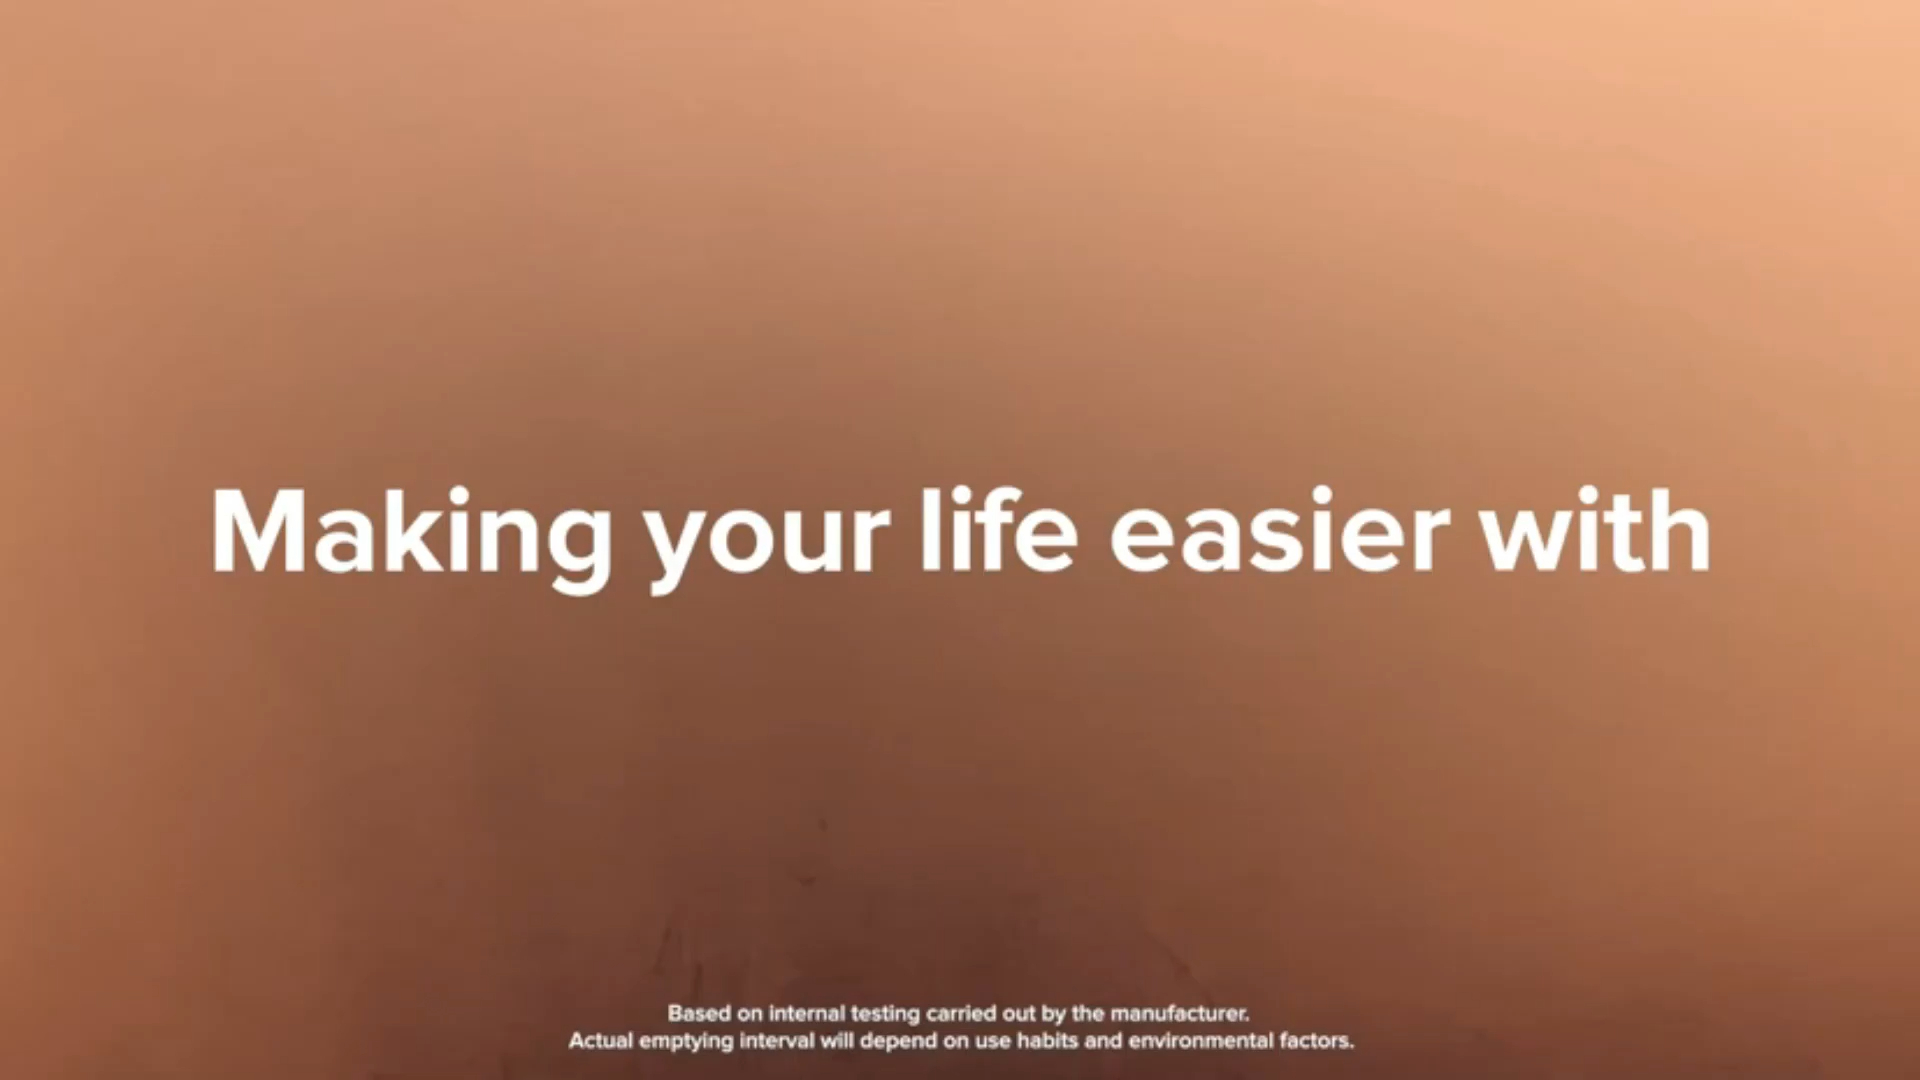 Making your life easier with
Based on internal testing carried out by the manufacturer.
Actual emptying interval will depend on use habits and environmental factors.